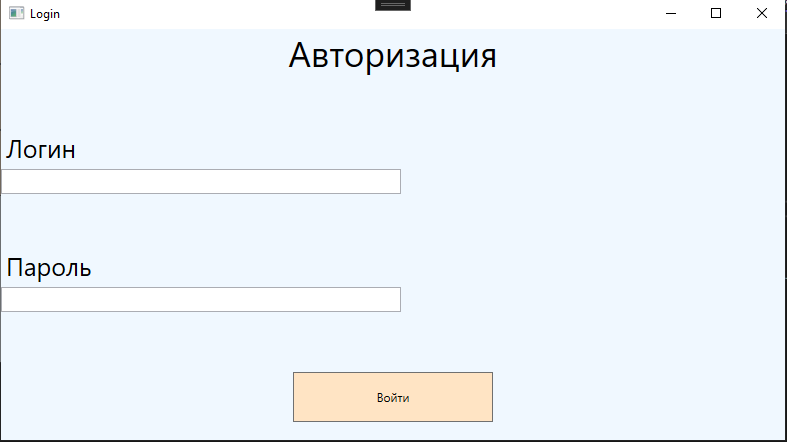 Login
Авторизация
Логин
Пароль
Войти